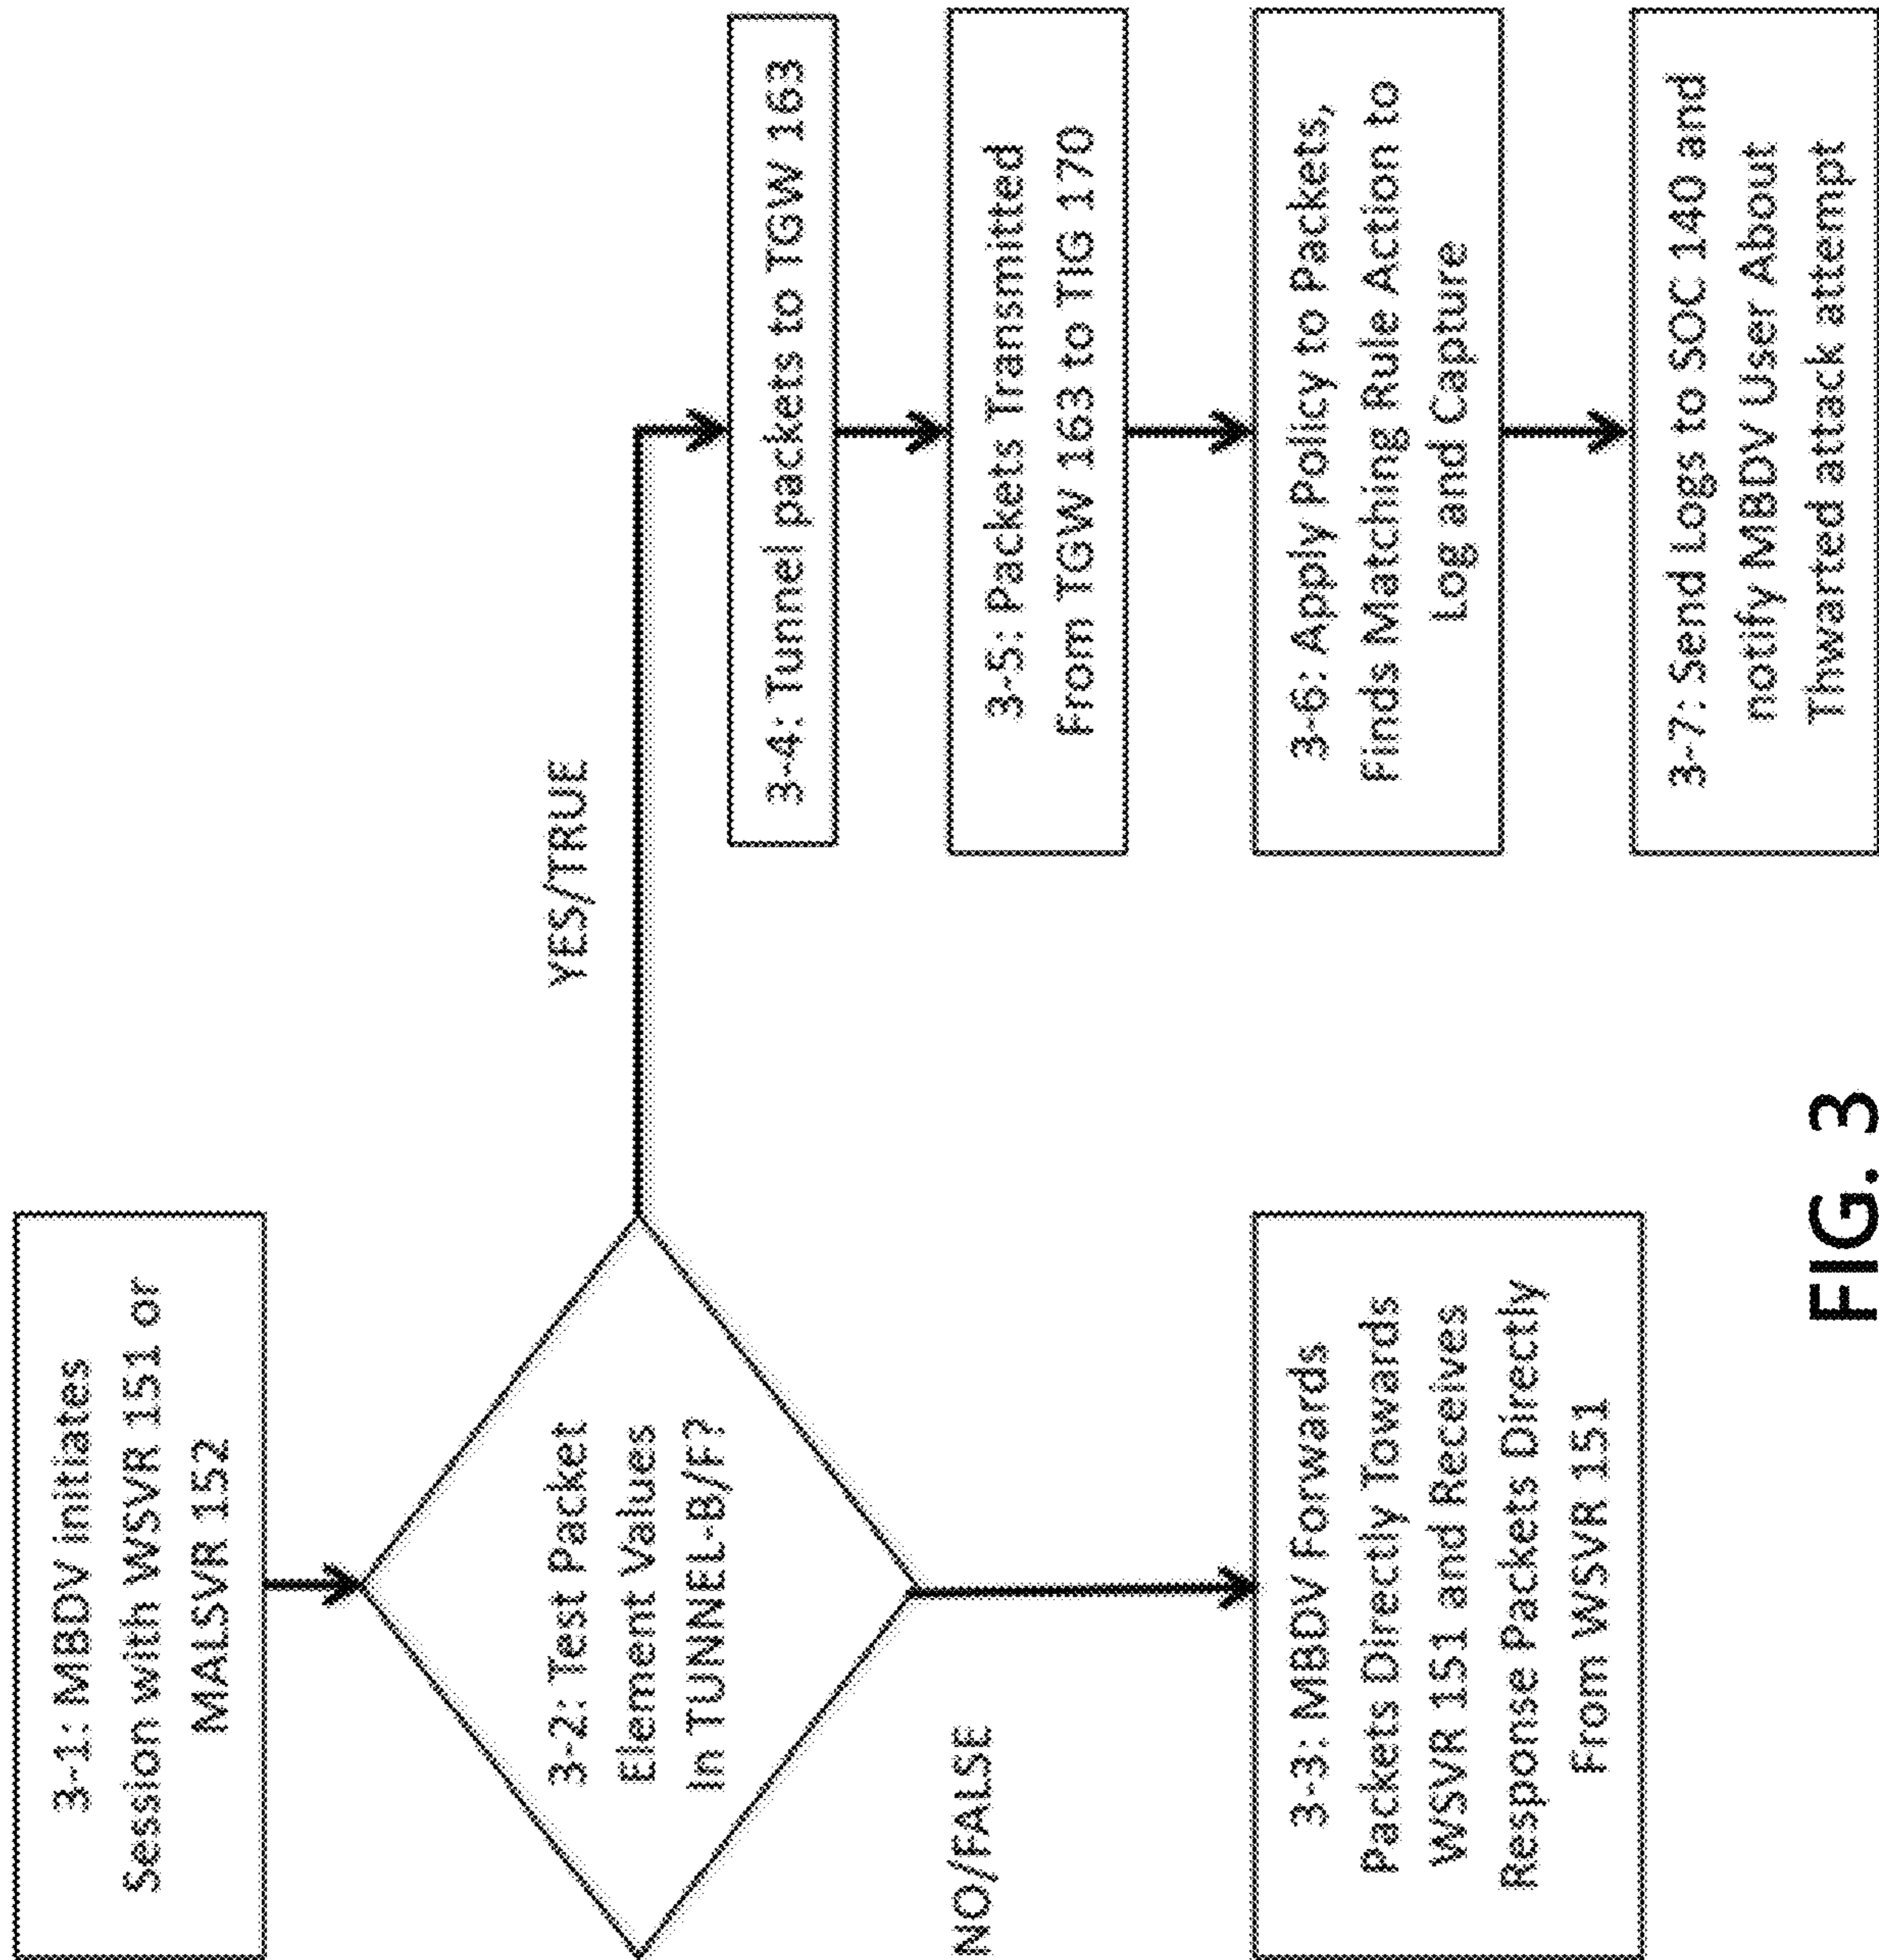 3-1: MBDV initiates
Session with WSVR 151 or
MALSVR 152
3-2: Test Packet
Element Values
In TUNNEL-B/F?
YES/TRUE
NO/FALSE
3-3: MBDV Forwards
Packets Directly Towards
WSVR 151 and Receives
Response Packets Directly
From WSVR 151
3-4: Tunnel packets to TGW 163
3-5: Packets Transmitted
From TGW 163 to TIG 170
3-6: Apply Policy to Packets,
Finds Matching Rule Action to
Log and Capture
3-7: Send Logs to SOC 140 and
notify MBDV User About
Thwarted attack attempt
FIG. 3